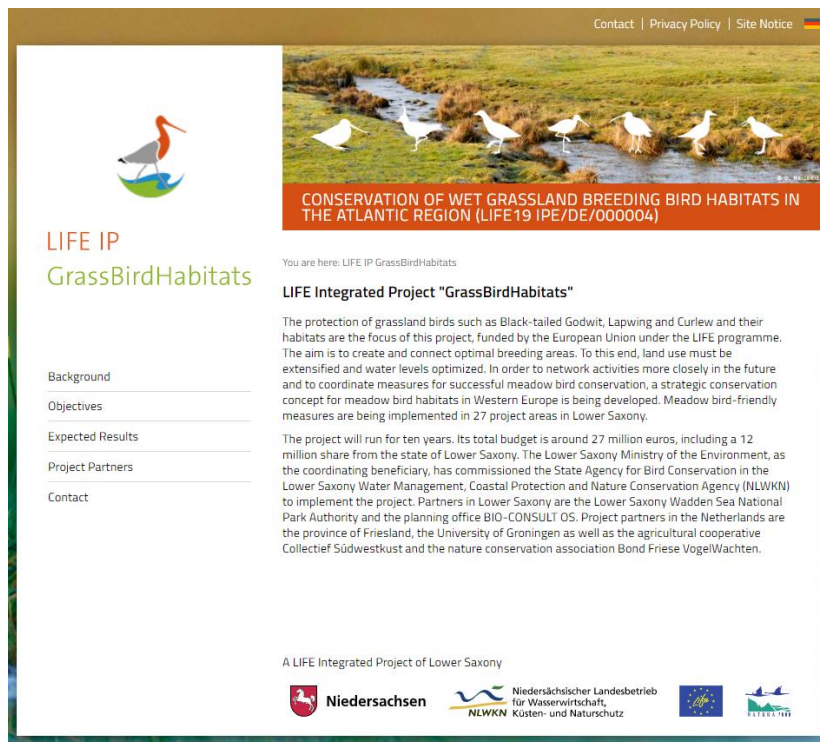 Contact | Privacy Policy | Site Notice
CONSERVATION OF WET GRASSLAND BREEDING BIRD HABITATS IN
THE ATLANTIC REGION (LIFE19 IPE/DE/000004)
LIFE IP
GrassBirdHabitats
Background
Objectives
Expected Results
Project Partners
Contact
You are here: LIFE IP GrassBirdHabitats
LIFE Integrated Project "GrassBirdHabitats"
The protection of grassland birds such as Black-tailed Godwit, Lapwing and Curlew and their
habitats are the focus of this project, funded by the European Union under the LIFE programme.
The aim is to create and connect optimal breeding areas. To this end, land use must be
extensified and water levels optimized. In order to network activities more closely in the future
and to coordinate measures for successful meadow bird conservation, a strategic conservation
concept for meadow bird habitats in Western Europe is being developed. Meadow bird-friendly
measures are being implemented in 27 project areas in Lower Saxony.
The project will run for ten years. Its total budget is around 27 million euros, including a 12
million share from the state of Lower Saxony. The Lower Saxony Ministry of the Environment, as
the coordinating beneficiary, has commissioned the State Agency for Bird Conservation in the
Lower Saxony Water Management, Coastal Protection and Nature Conservation Agency (NLWKN)
to implement the project. Partners in Lower Saxony are the Lower Saxony Wadden Sea National
Park Authority and the planning office BIO-CONSULT OS. Project partners in the Netherlands are
the province of Friesland, the University of Groningen as well as the agricultural cooperative
Collectief Súdwestkust and the nature conservation association Bond Friese VogelWachten.
A LIFE Integrated Project of Lower Saxony
Niedersachsen
NLWKN
Niedersächsischer Landesbetrieb
für Wasserwirtschaft,
Küsten- und Naturschutz
Life
NATURA 2000